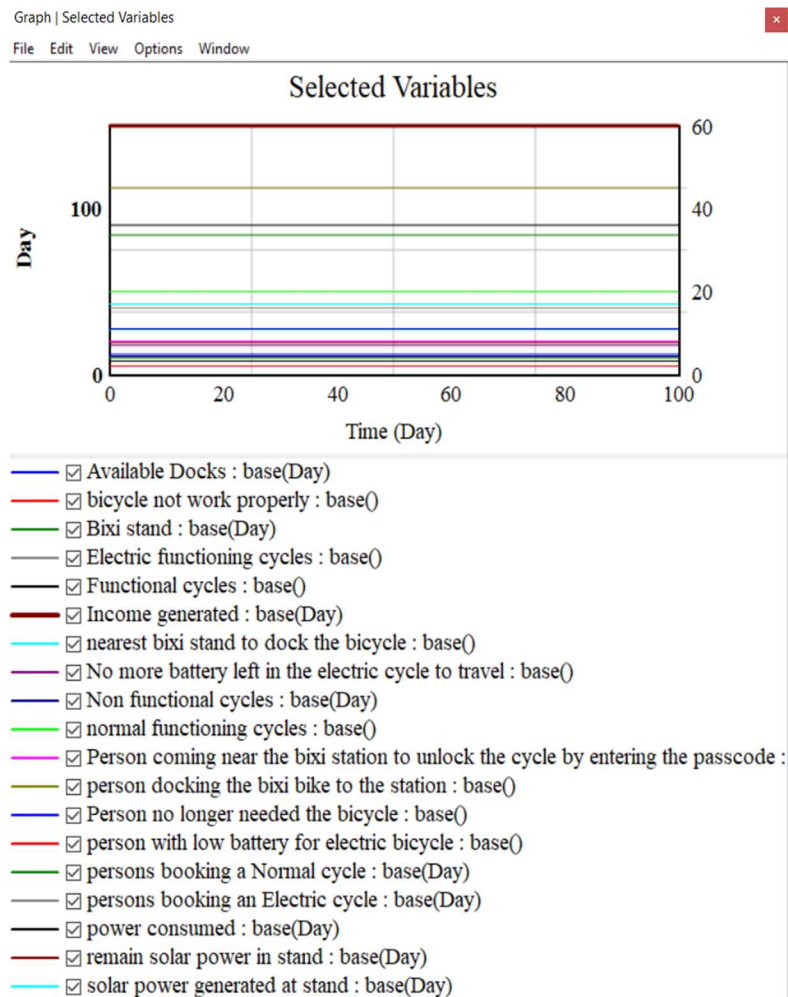 Graph | Selected Variables
File Edit View Options Window
Selected Variables
60
100
40
Day
20
0
0
0 20 40 60 80 100
Time (Day)
Available Docks : base(Day)
bicycle not work properly : base()
Bixi stand : base(Day)
Electric functioning cycles : base()
Functional cycles : base()
Income generated : base(Day)
nearest bixi stand to dock the bicycle : base()
No more battery left in the electric cycle to travel : base()
Non functional cycles : base(Day)
normal functioning cycles : base()
Person coming near the bixi station to unlock the cycle by entering the passcode :
person docking the bixi bike to the station : base()
Person no longer needed the bicycle : base()
person with low battery for electric bicycle : base()
persons booking a Normal cycle : base(Day)
persons booking an Electric cycle : base(Day)
power consumed : base(Day)
remain solar power in stand : base(Day)
solar power generated at stand : base(Day)